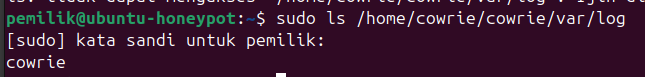 pemilik@ubuntu-honeypot:~$ sudo ls /home/cowrie/cowrie/var/log
[sudo] kata sandi untuk pemilik:
cowrie